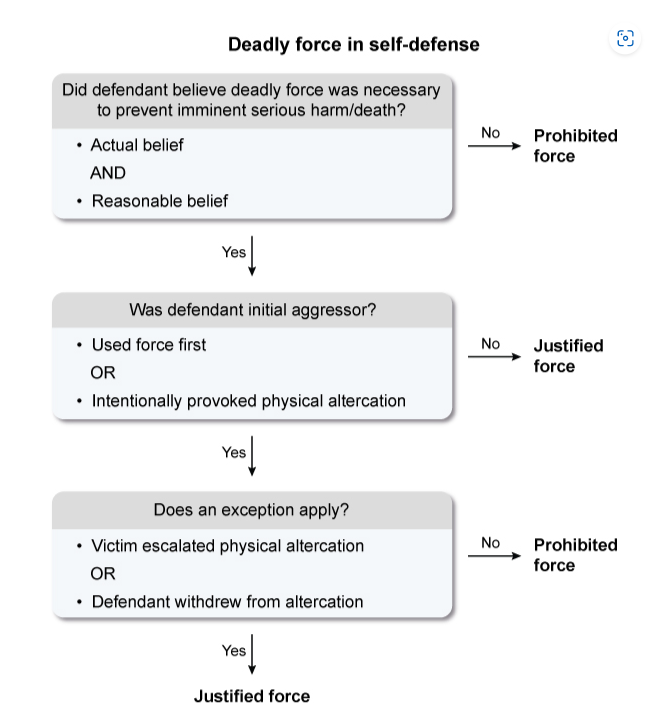 Deadly force in self-defense
Did defendant believe deadly force was necessary
to prevent imminent serious harm/death?
• Actual belief
AND
• Reasonable belief
No
Prohibited
force
Yes
Was defendant initial aggressor?
• Used force first
OR
• Intentionally provoked physical altercation
No
Justified
force
Yes
Does an exception apply?
• Victim escalated physical altercation
OR
• Defendant withdrew from altercation
No
Prohibited
force
Yes
Justified force